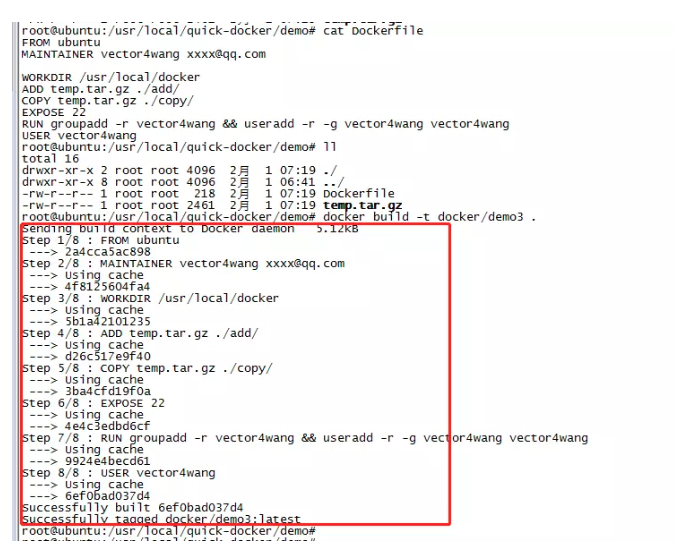 root@ubuntu:/usr/local/quick-docker/demo# cat Dockerfile
FROM ubuntu
MAINTAINER vector4wang xxxx@qq.com
WORKDIR /usr/local/docker
ADD temp.tar.gz ./add/
COPY temp.tar.gz ./copy/
EXPOSE 22
RUN groupadd -r vector4wang && useradd -r -g vector4wang vector4wang
USER vector4wang
root@ubuntu:/usr/local/quick-docker/demo# ll
total 16
drwxr-xr-x 2 root root 4096 2月 1 07:19 ./
drwxr-xr-x 8 root root 4096 2月 1 06:41 ../
-rw-r--r-- 1 root root 218 2月 1 07:19 Dockerfile
-rw-r--r-- 1 root root 2461 2月 1 07:19 temp.tar.gz
root@ubuntu:/usr/local/quick-docker/demo# docker build -t docker/demo3 .
Sending build context to Docker daemon 5.12kB
Step 1/8 : FROM ubuntu
---> 2a4cca5ac898
Step 2/8 : MAINTAINER vector4wang xxxx@qq.com
---> Using cache
---> 4f8125604fa4
Step 3/8 : WORKDIR /usr/local/docker
---> Using cache
---> 5b1a42101235
Step 4/8 : ADD temp.tar.gz ./add/
---> Using cache
---> d26c517e9f40
Step 5/8 : COPY temp.tar.gz ./copy/
---> Using cache
---> 3ba4cfd19f0a
Step 6/8 : EXPOSE 22
---> Using cache
---> 4e4c3edbd6cf
Step 7/8 : RUN groupadd -r vector4wang && useradd -r -g vector4wang vector4wang
---> Using cache
---> 9924e4becd61
Step 8/8 : USER vector4wang
---> Using cache
---> 6ef0bad037d4
Successfully built 6ef0bad037d4
Successfully tagged docker/demo3:latest
root@ubuntu:/usr/local/quick-docker/demo#